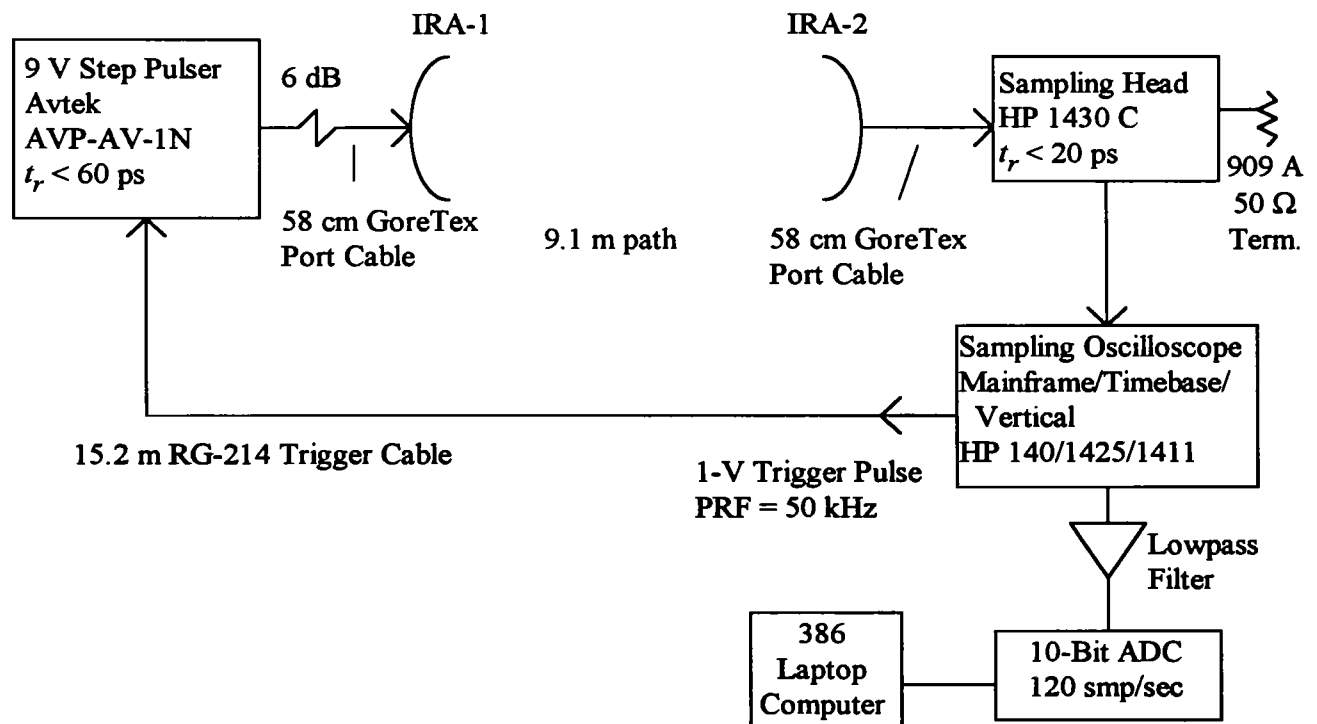 IRA-1
IRA-2
9 V Step Pulser
Avtek
AVP-AV-1N
t_r < 60 ps
6 dB
58 cm GoreTex
Port Cable
9.1 m path
58 cm GoreTex
Port Cable
Sampling Head
HP 1430 C
t_r < 20 ps
909 A
50 Ω
Term.
Sampling Oscilloscope
Mainframe/Timebase/
Vertical
HP 140/1425/1411
15.2 m RG-214 Trigger Cable
1-V Trigger Pulse
PRF = 50 kHz
Lowpass
Filter
386
Laptop
Computer
10-Bit ADC
120 smp/sec